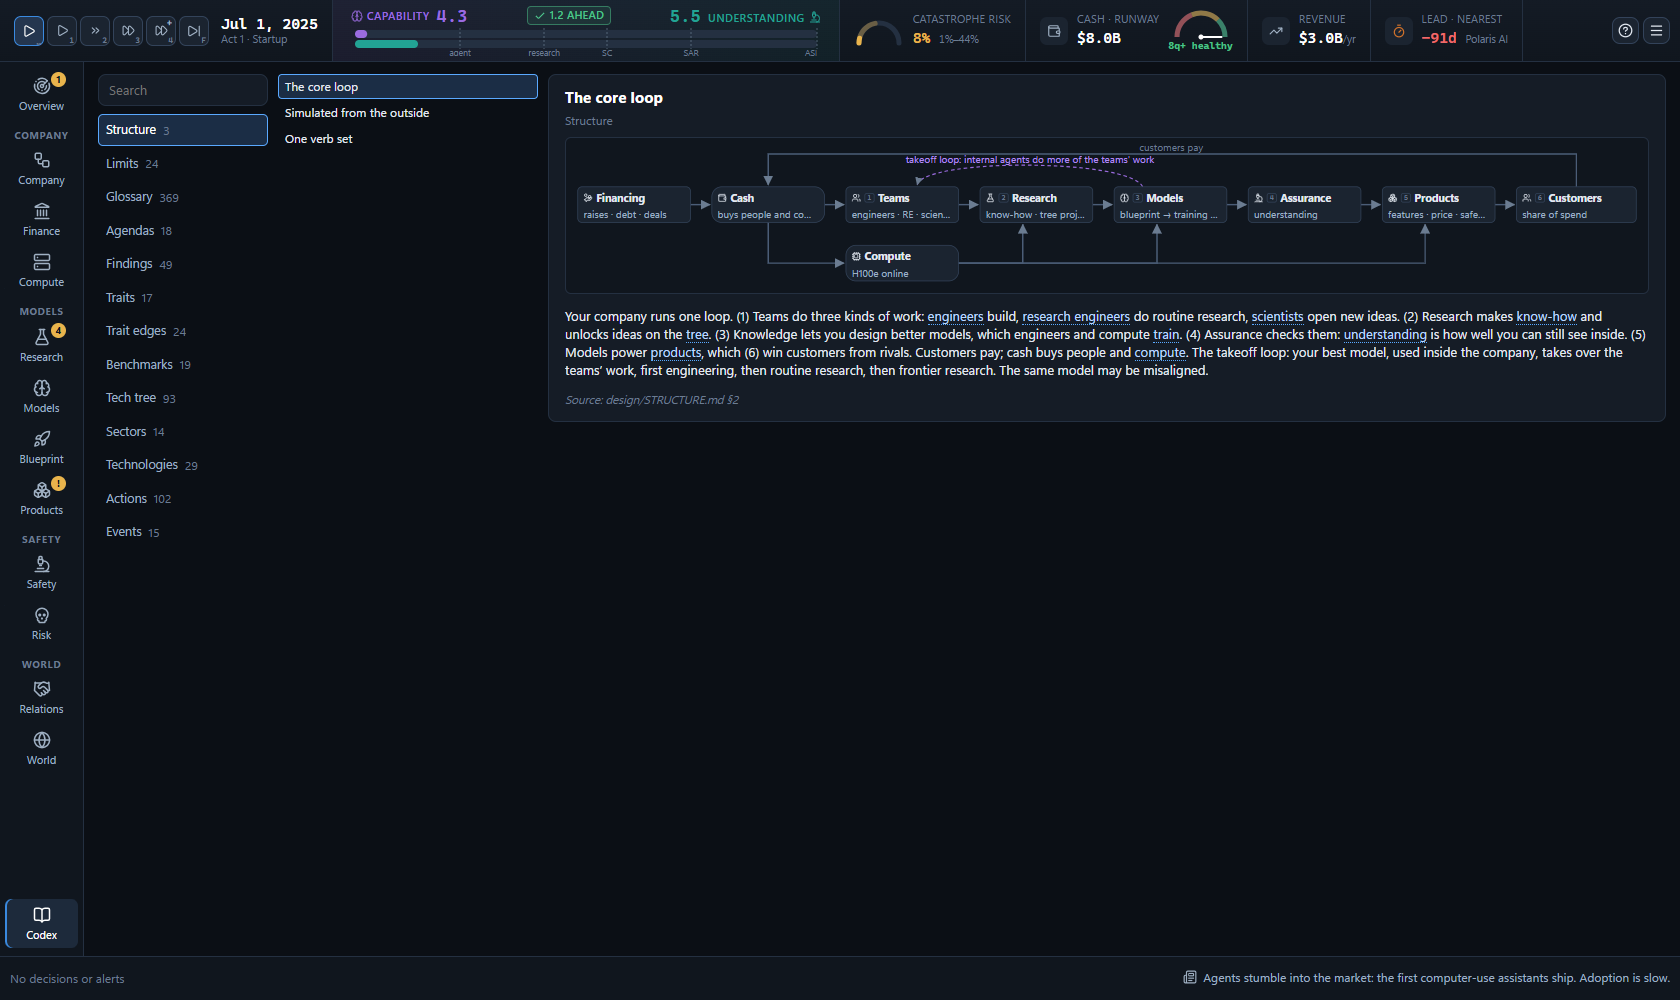 1
2
3
4
F
Jul 1, 2025
Act 1 · Startup
CAPABILITY 4.3
1.2 AHEAD
5.5 UNDERSTANDING
agent
research
SC
SAR
ASI
CATASTROPHE RISK
8% 1%–44%
CASH · RUNWAY
$8.0B
8q+ healthy
REVENUE
$3.0B/yr
LEAD · NEAREST
−91d Polaris AI
1
Overview
COMPANY
Company
Finance
Compute
MODELS
4
Research
Models
Blueprint
!
Products
SAFETY
Safety
Risk
WORLD
Relations
World
Codex
Search
Structure 3
Limits 24
Glossary 369
Agendas 18
Findings 49
Traits 17
Trait edges 24
Benchmarks 19
Tech tree 93
Sectors 14
Technologies 29
Actions 102
Events 15
The core loop
Simulated from the outside
One verb set
The core loop
Structure
customers pay
takeoff loop: internal agents do more of the teams' work
Financing
raises · debt · deals
Cash
buys people and co...
1 Teams
engineers · RE · scien...
2 Research
know-how · tree proj...
3 Models
blueprint → training ...
4 Assurance
understanding
5 Products
features · price · safe...
6 Customers
share of spend
Compute
H100e online
Your company runs one loop. (1) Teams do three kinds of work: engineers build, research engineers do routine research, scientists open new ideas. (2) Research makes know-how and
unlocks ideas on the tree. (3) Knowledge lets you design better models, which engineers and compute train. (4) Assurance checks them: understanding is how well you can still see inside. (5)
Models power products, which (6) win customers from rivals. Customers pay; cash buys people and compute. The takeoff loop: your best model, used inside the company, takes over the
teams' work, first engineering, then routine research, then frontier research. The same model may be misaligned.
Source: design/STRUCTURE.md §2
No decisions or alerts
Agents stumble into the market: the first computer-use assistants ship. Adoption is slow.